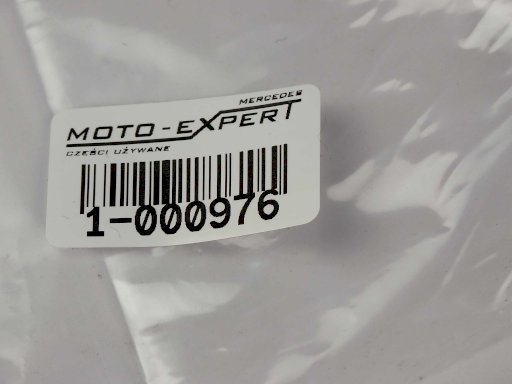 MERCEDES
MOTO-EXPERT
CZĘŚCI UŻYWANE
1-000976